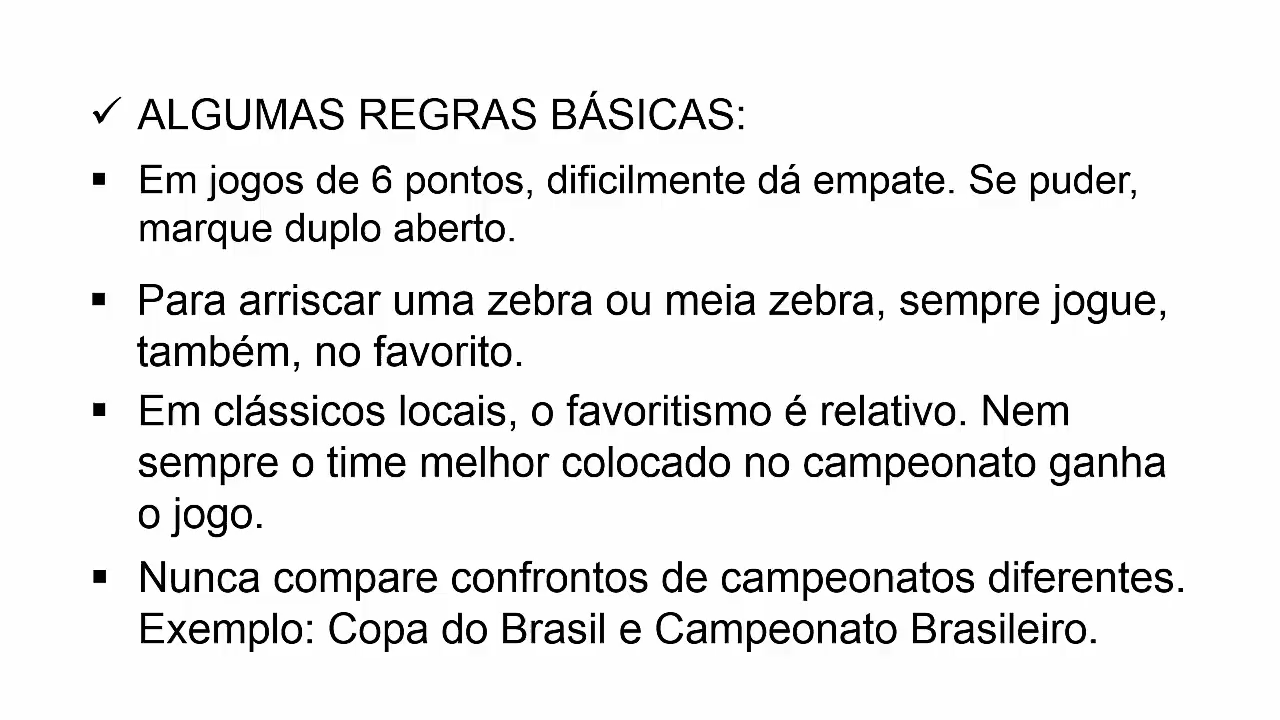 ✓ ALGUMAS REGRAS BÁSICAS:
▪ Em jogos de 6 pontos, dificilmente dá empate. Se puder,
marque duplo aberto.
▪ Para arriscar uma zebra ou meia zebra, sempre jogue,
também, no favorito.
▪ Em clássicos locais, o favoritismo é relativo. Nem
sempre o time melhor colocado no campeonato ganha
o jogo.
▪ Nunca compare confrontos de campeonatos diferentes.
Exemplo: Copa do Brasil e Campeonato Brasileiro.